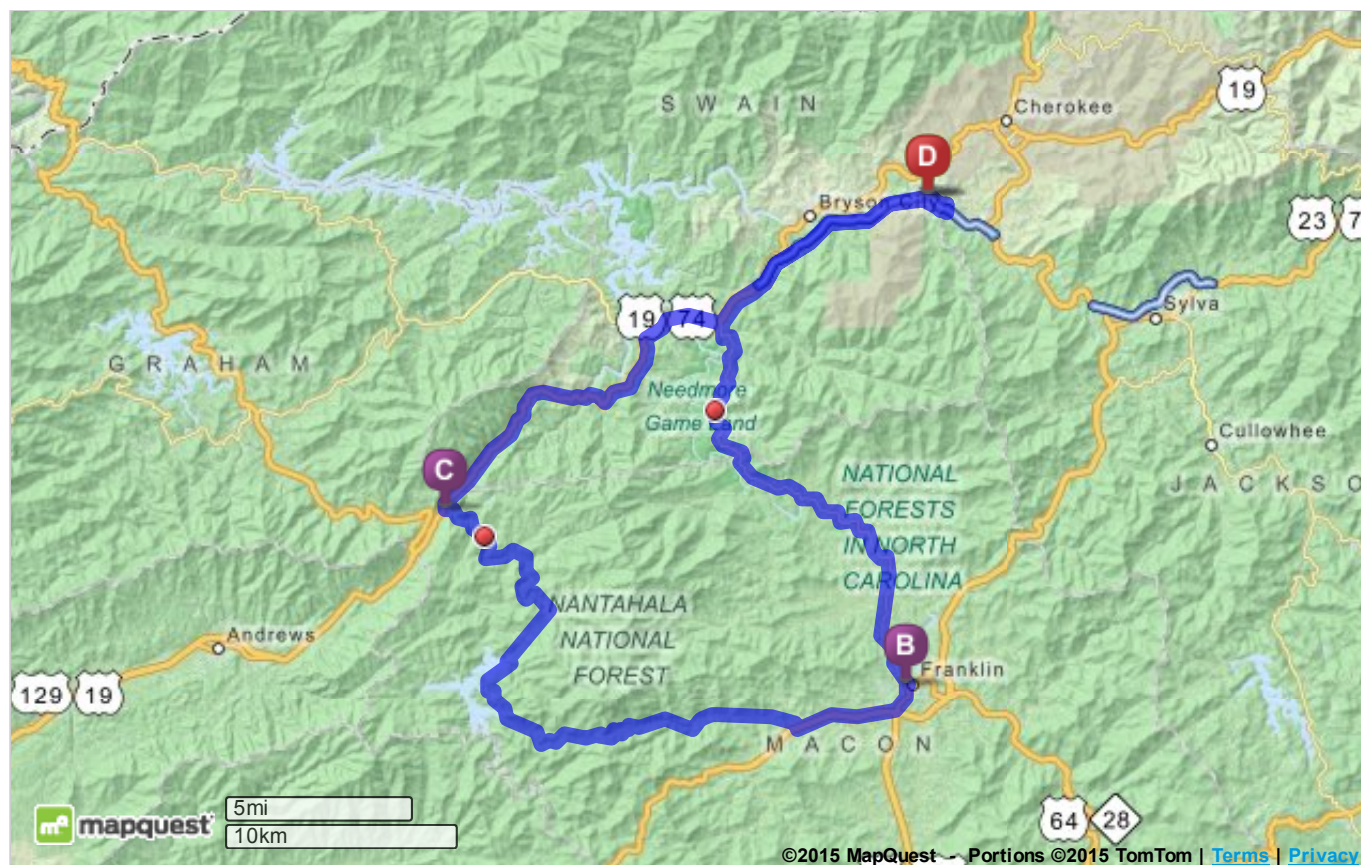 SWAIN
19
Cherokee
D
Bryson City
23
7
19
74
Sylva
GRAHAM
Needmore
Game Land
Cullowhee
C
NATIONAL
FORESTS
IN NORTH
CAROLINA
JACKSO
NANTAHALA
NATIONAL
FOREST
Andrews
B
Franklin
129
19
MACON
5mi
10km
mapquest
64
28
©2015 MapQuest - Portions ©2015 TomTom | Terms | Privacy